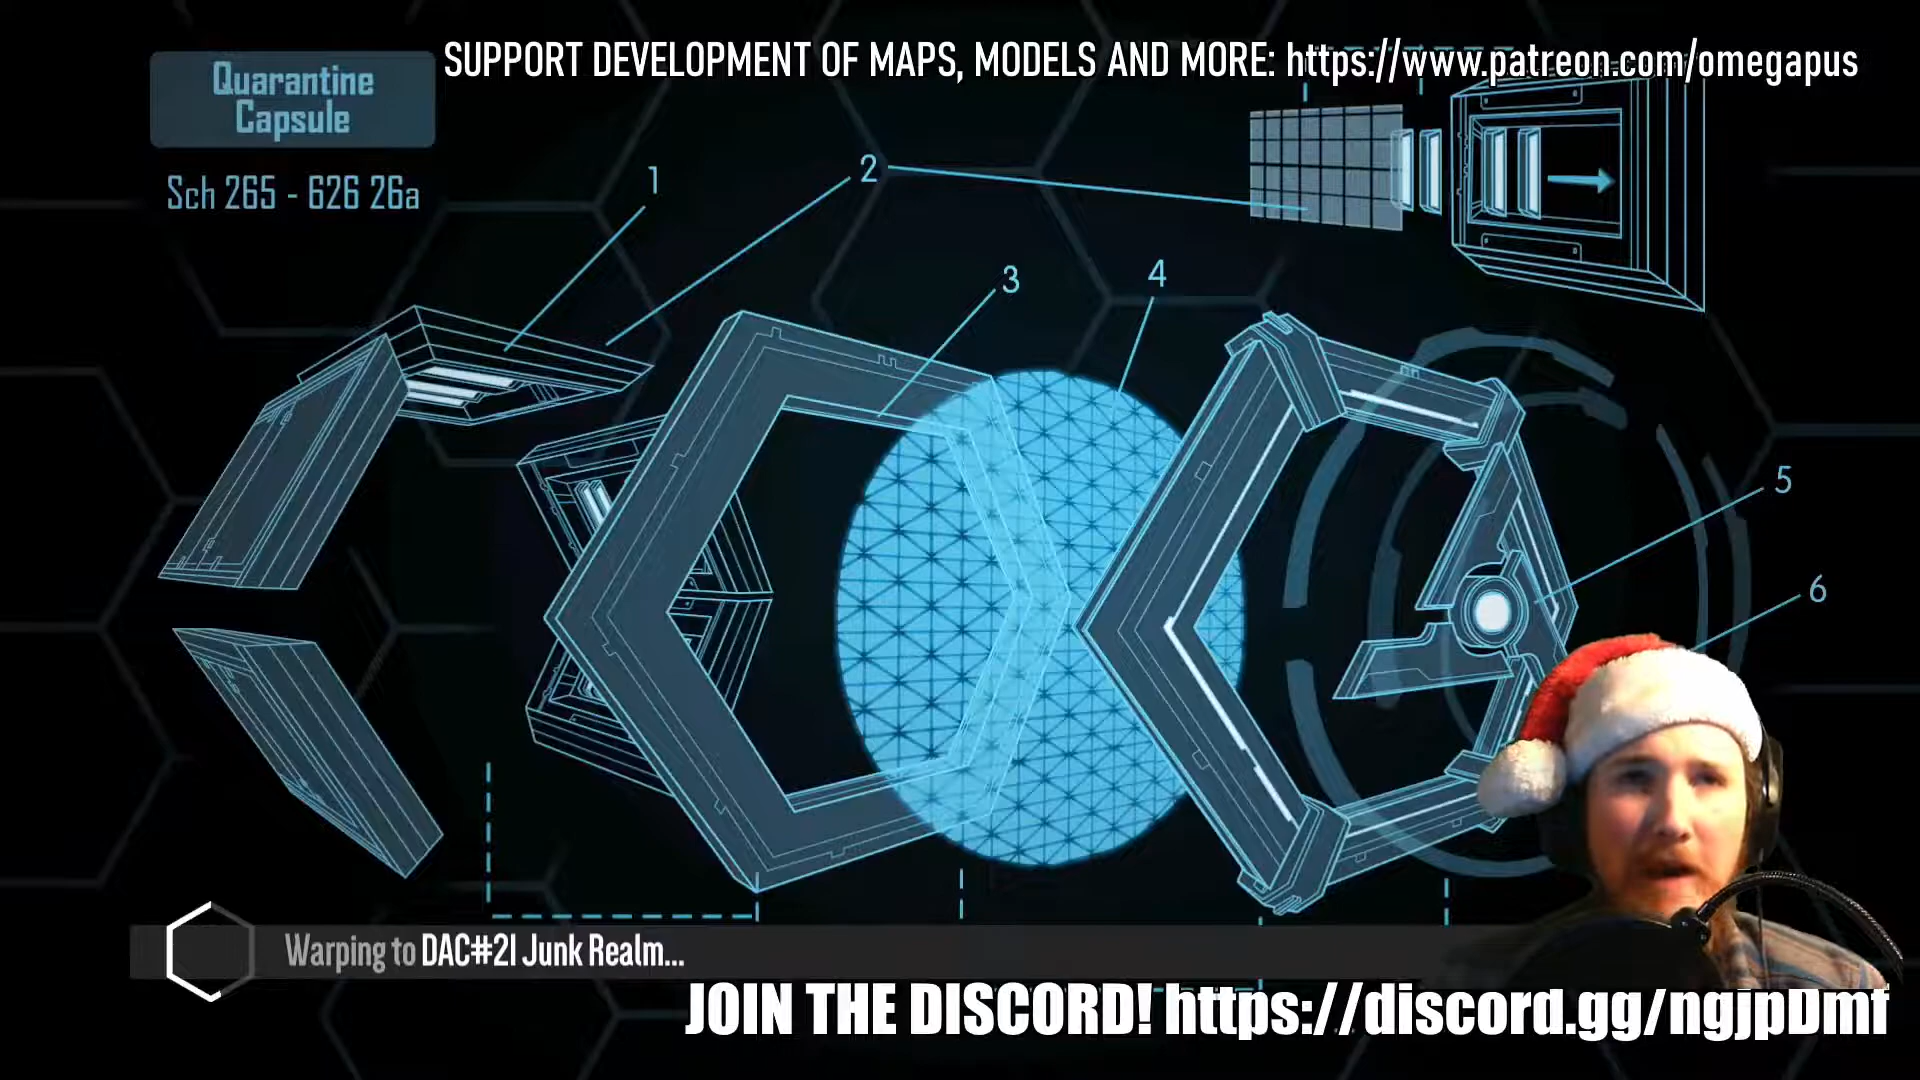 SUPPORT DEVELOPMENT OF MAPS, MODELS AND MORE: https://www.patreon.com/omegapus
Quarantine
Capsule
Sch 265 - 626 26a
1
2
3
4
5
6
Warping to DAC#21 Junk Realm...
JOIN THE DISCORD! https://discord.gg/ngjpDmf